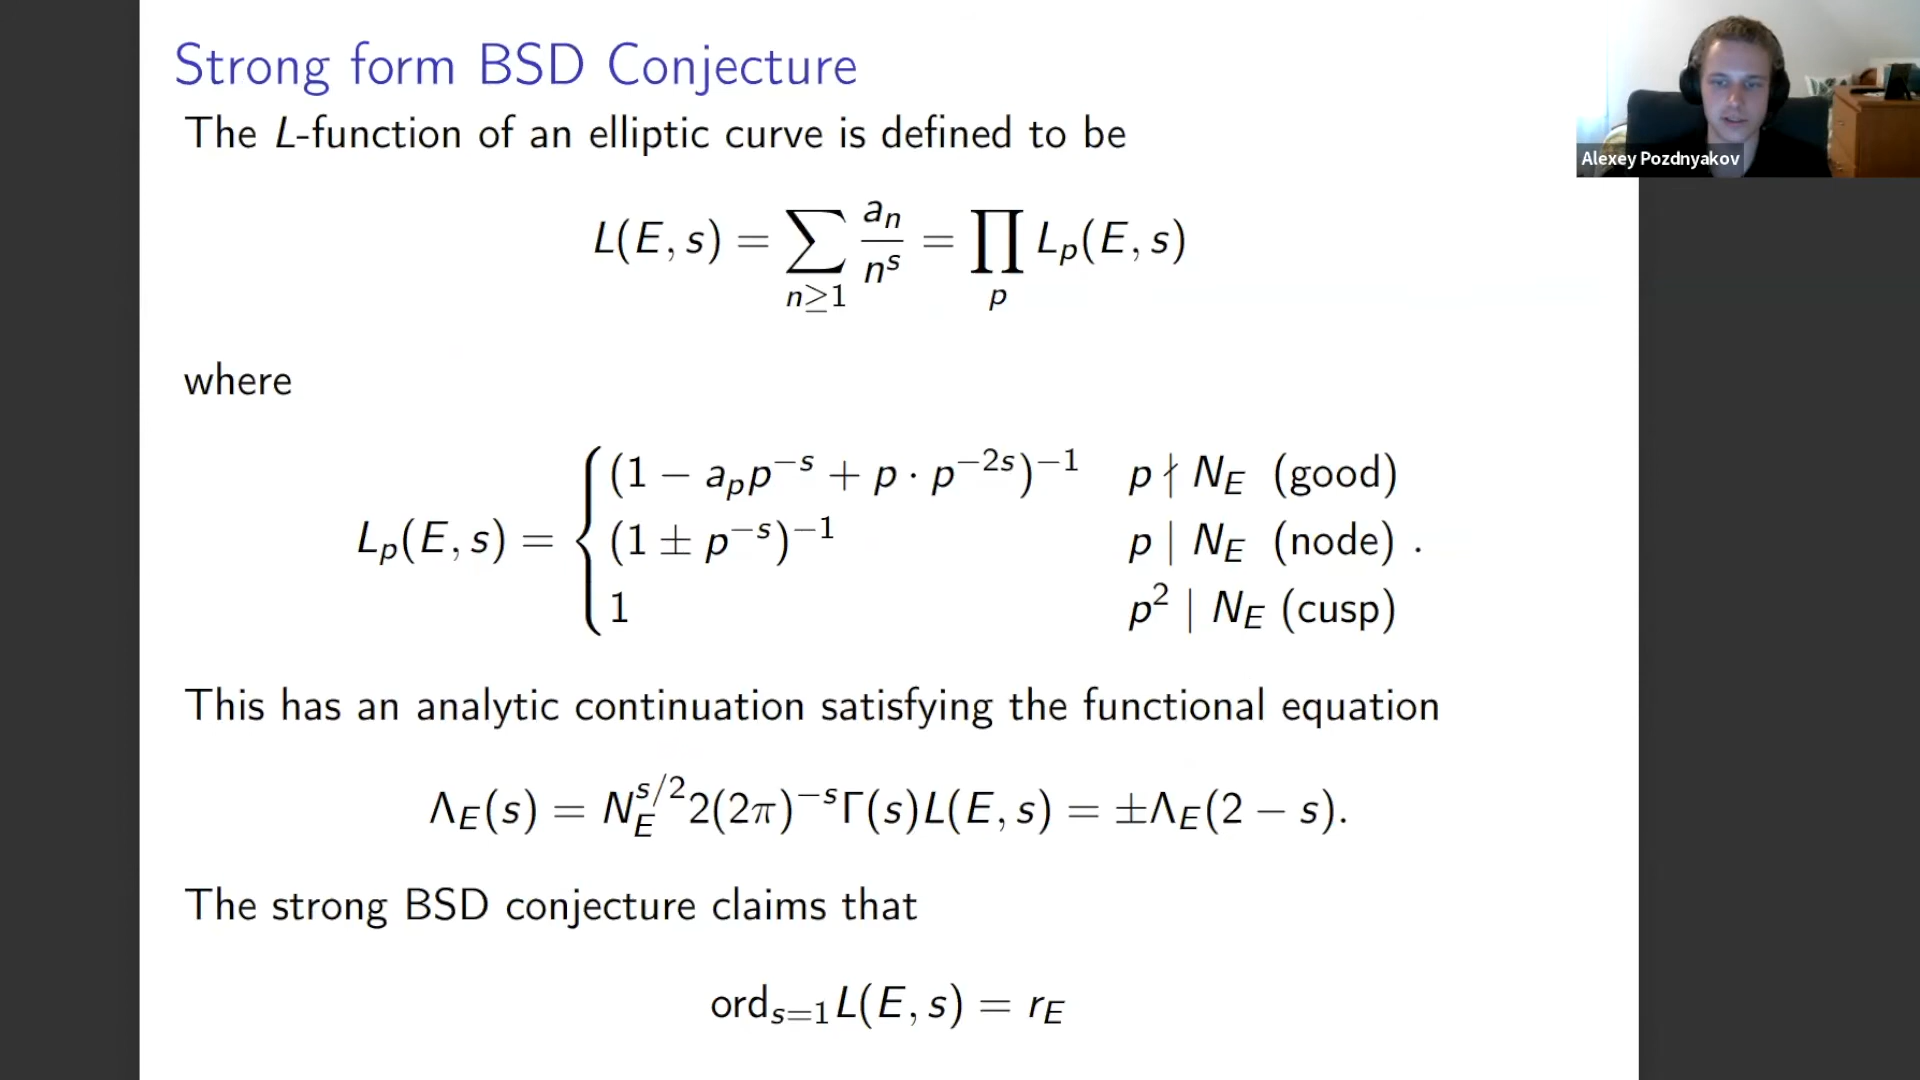 Strong form BSD Conjecture
The L-function of an elliptic curve is defined to be
L(E, s) = ∑_{n≥1} a_n / n^s = ∏_p L_p(E, s)
where
L_p(E, s) = { (1 − a_p p^{−s} + p · p^{−2s})^{−1} p ∤ N_E (good)
(1 ± p^{−s})^{−1} p | N_E (node) .
1 p^2 | N_E (cusp)
This has an analytic continuation satisfying the functional equation
Λ_E(s) = N_E^{s/2} 2(2π)^{−s} Γ(s)L(E, s) = ±Λ_E(2 − s).
The strong BSD conjecture claims that
ord_{s=1} L(E, s) = r_E
Alexey Pozdnyakov